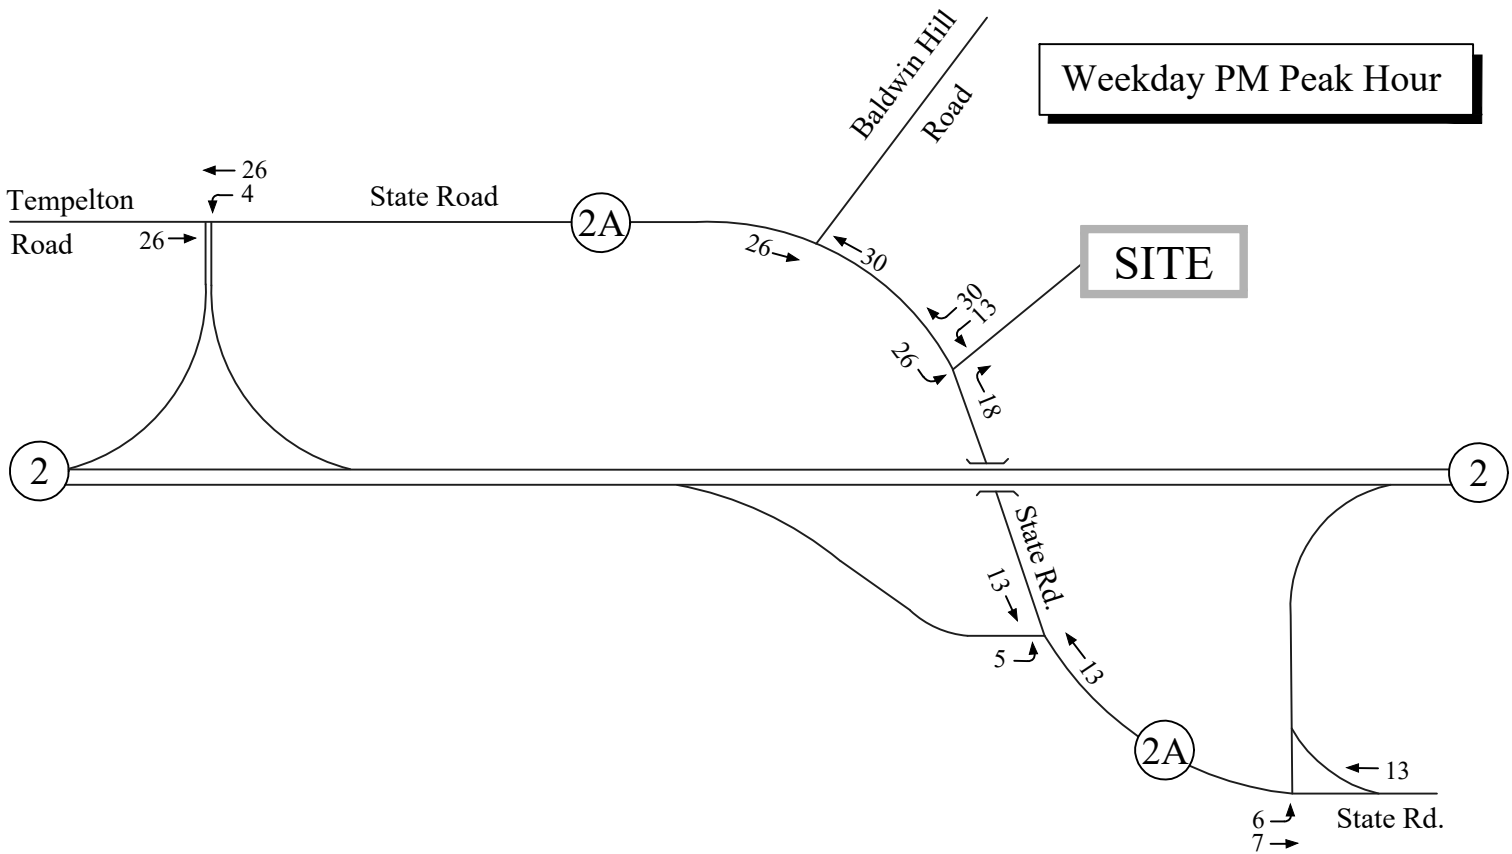 Weekday PM Peak Hour
Baldwin Hill
Road
26
4
Tempelton
Road
26
State Road
2A
26
30
SITE
30
13
26
18
2
2
State Rd.
13
5
13
2A
13
6
7
State Rd.